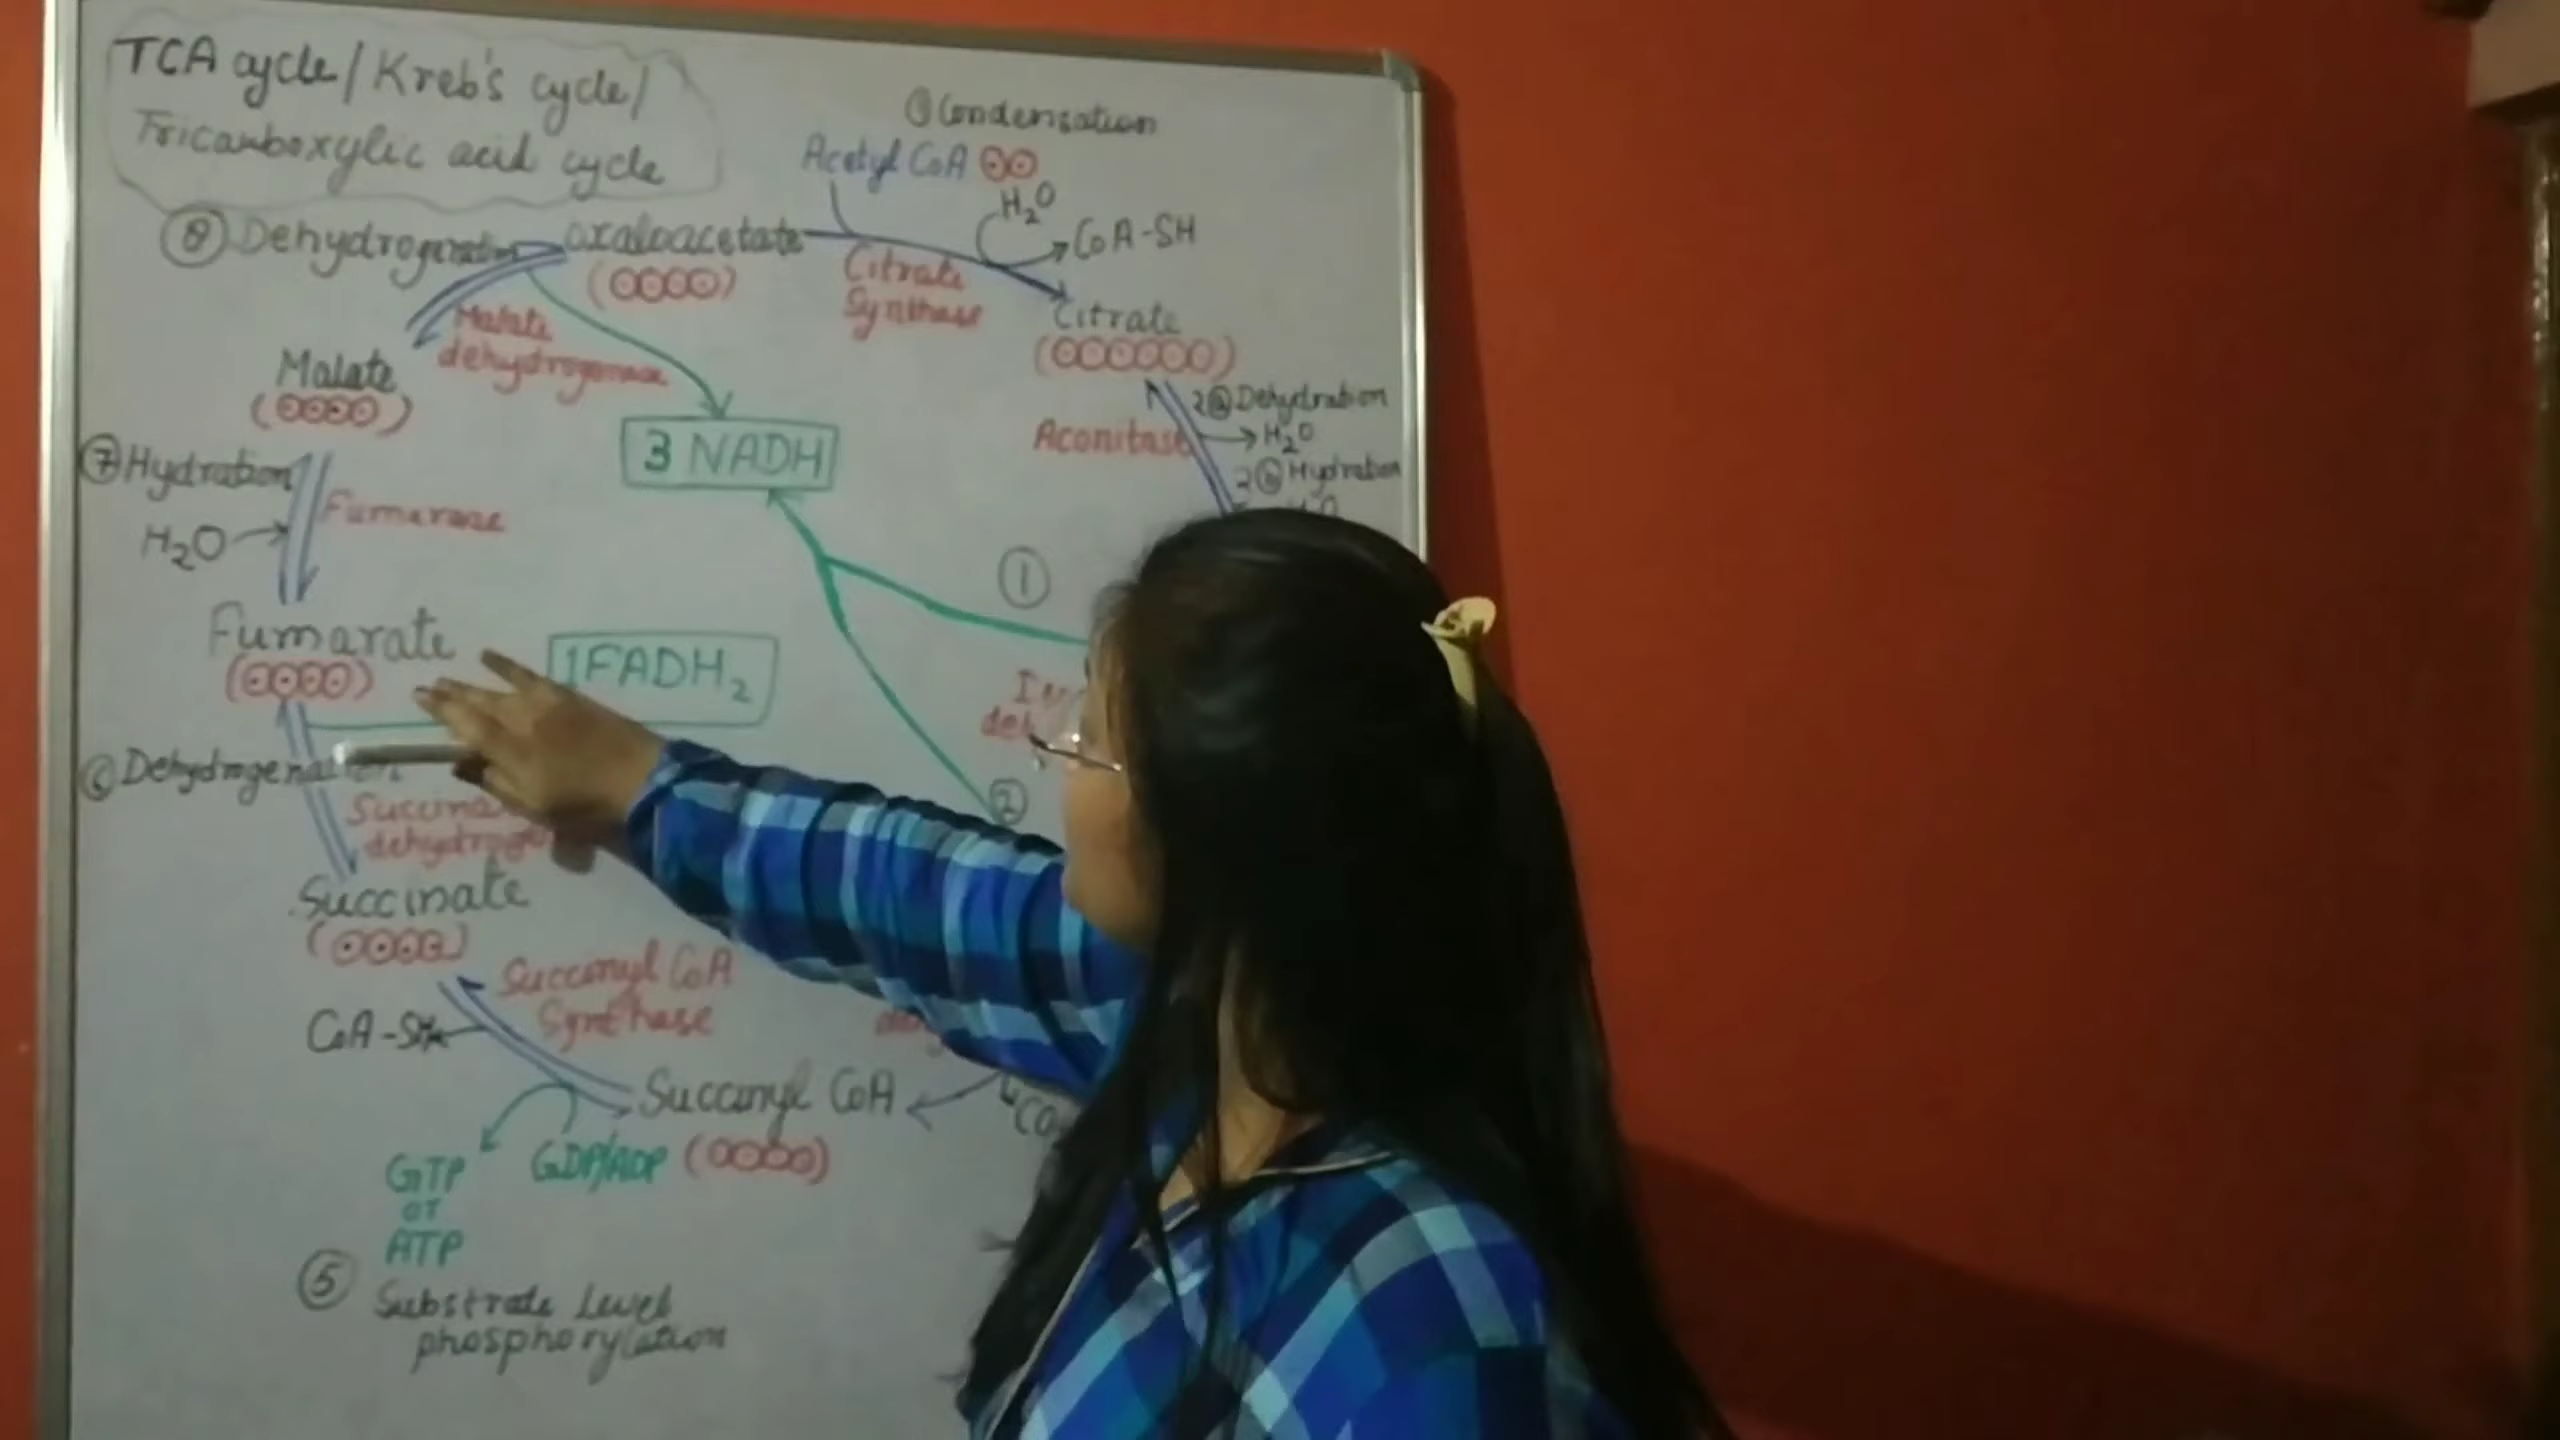 TCA cycle/Kreb's cycle/
Tricarboxylic acid cycle
① Condensation
Acetyl CoA
H₂O
CoA-SH
⑧ Dehydrogenation
oxaloacetate
Citrate
Synthase
Citrate
Malate
dehydrogenase
Malate
2ⓐ Dehydration
H₂O
Aconitase
2ⓑ Hydration
3 NADH
⑦ Hydration
Fumarase
H₂O
①
Fumarate
1FADH₂
⑥ Dehydrogenation
②
Succinate
Succinyl CoA
Synthase
CoA-SH
Succinyl CoA
GDP/ADP
GTP
or
ATP
⑤ Substrate level
phosphorylation